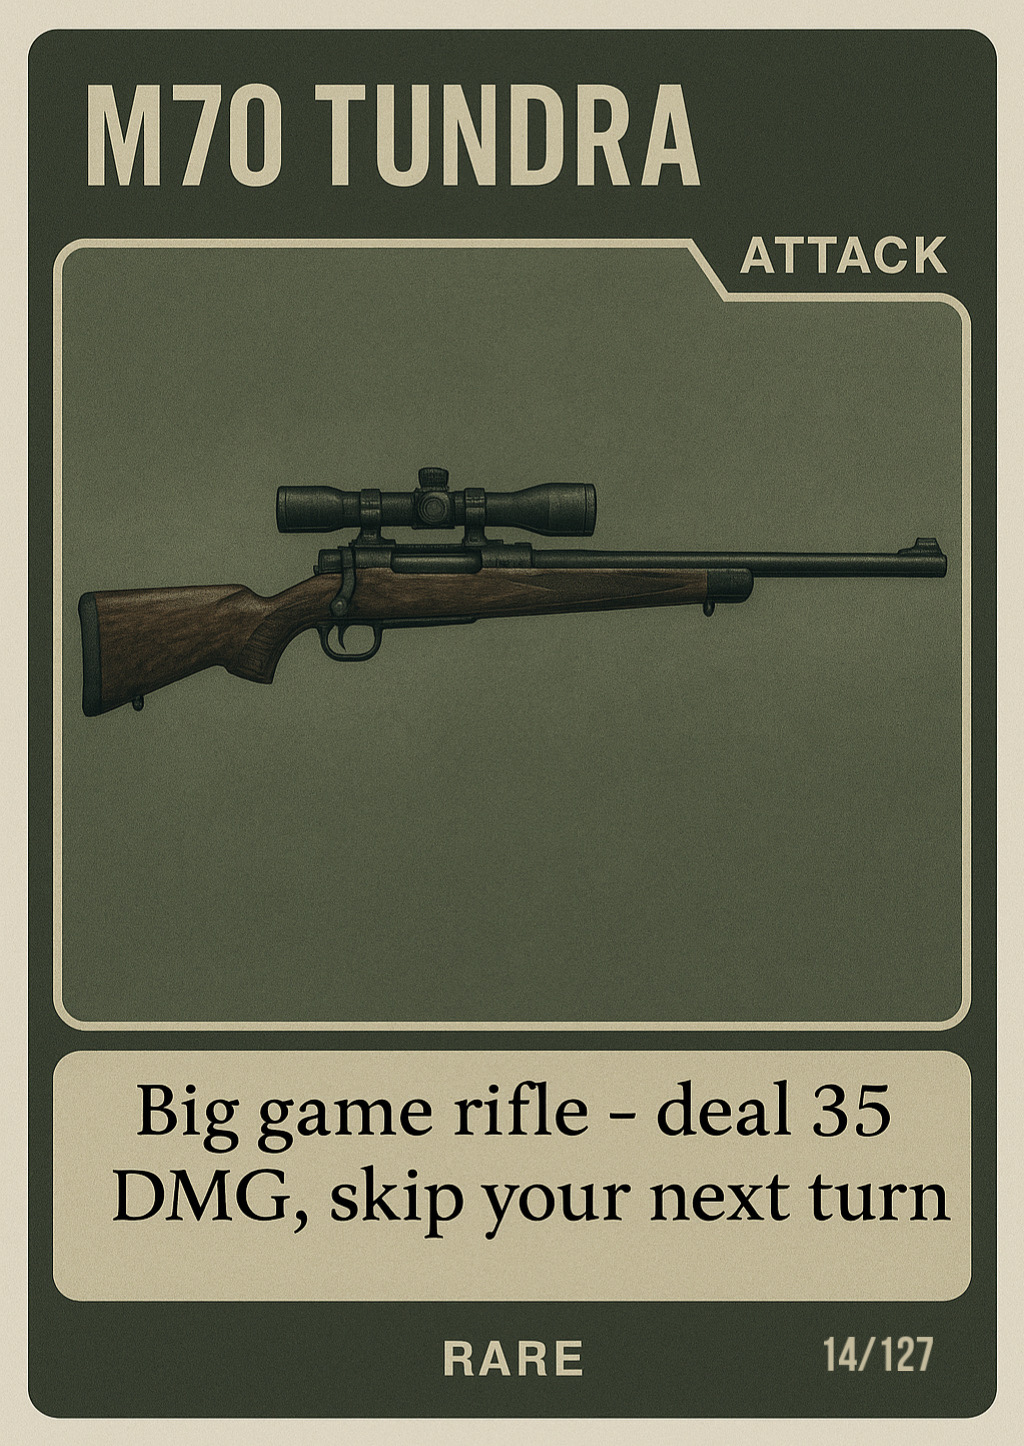 M70 TUNDRA
ATTACK
Big game rifle – deal 35
DMG, skip your next turn
RARE
14/127